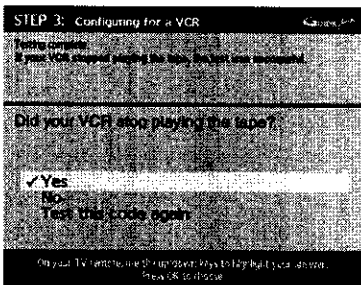 STEP 3: Configuring for a VCR
Testing complete.
If your VCR stopped playing the tape, the test was successful.
Did your VCR stop playing the tape?
✓ Yes
No
Test this code again
On your TV remote, use the up/down keys to highlight your answer.
Press OK to choose